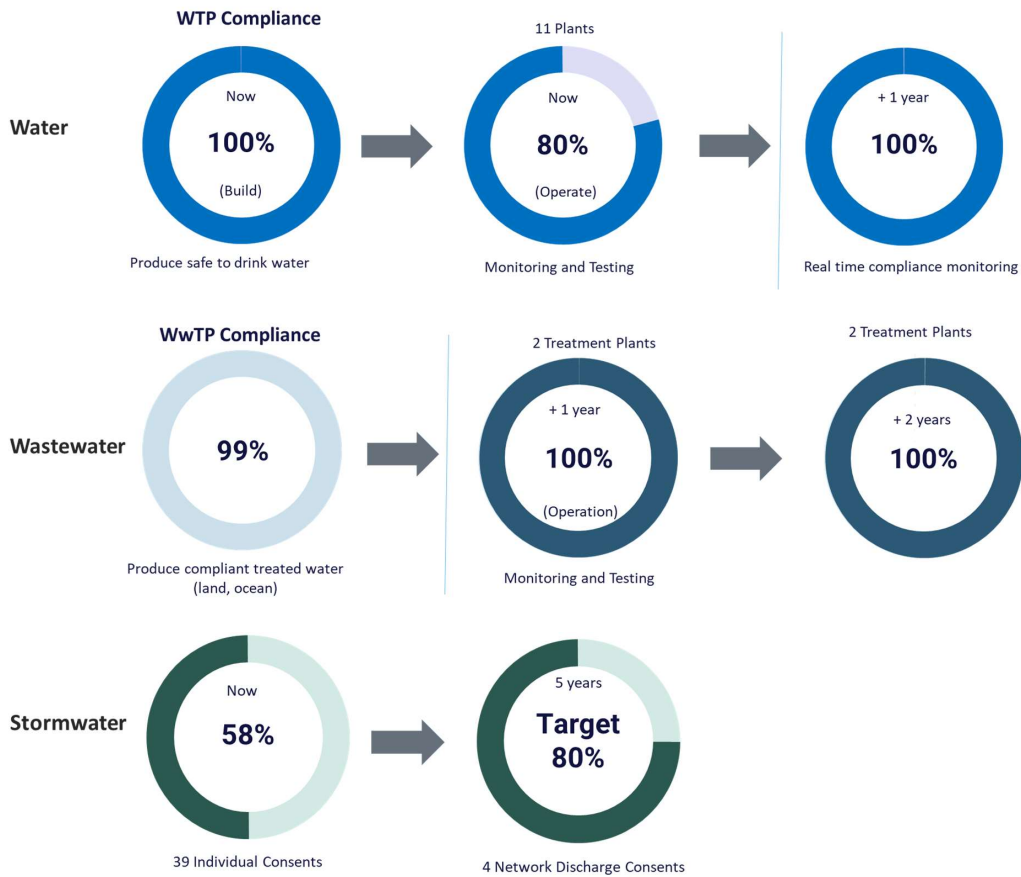 WTP Compliance
11 Plants
Water
Now
100%
(Build)
Now
80%
(Operate)
+ 1 year
100%
Produce safe to drink water
Monitoring and Testing
Real time compliance monitoring
WwTP Compliance
2 Treatment Plants
2 Treatment Plants
Wastewater
99%
+ 1 year
100%
(Operation)
+ 2 years
100%
Produce compliant treated water
(land, ocean)
Monitoring and Testing
Stormwater
Now
58%
5 years
Target
80%
39 Individual Consents
4 Network Discharge Consents